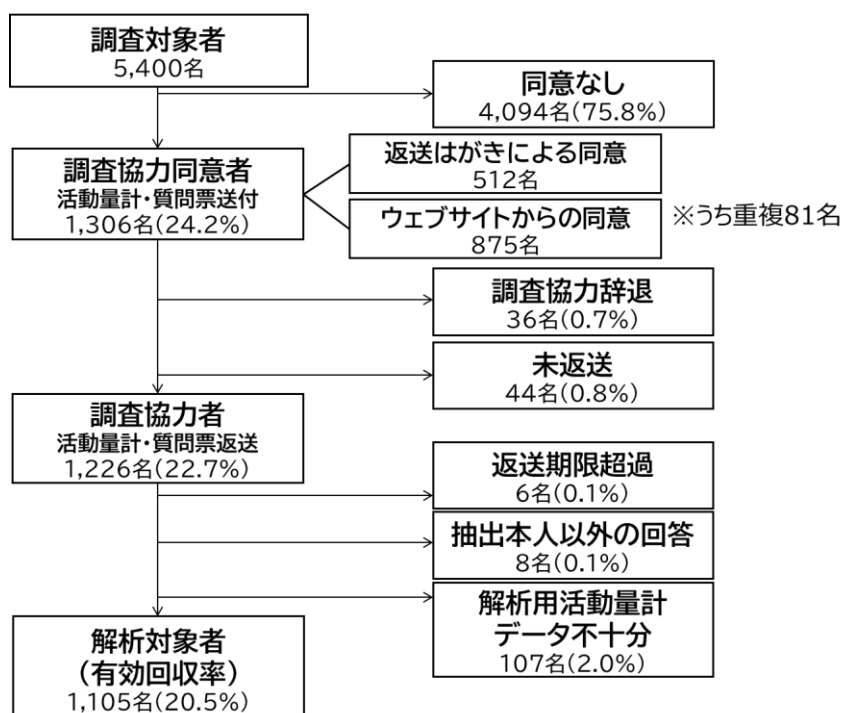 調査対象者
5,400名
同意なし
4,094名(75.8%)
調査協力同意者
活動量計・質問票送付
1,306名(24.2%)
返送はがきによる同意
512名
ウェブサイトからの同意
875名
※うち重複81名
調査協力辞退
36名(0.7%)
未返送
44名(0.8%)
調査協力者
活動量計・質問票返送
1,226名(22.7%)
返送期限超過
6名(0.1%)
抽出本人以外の回答
8名(0.1%)
解析用活動量計
データ不十分
107名(2.0%)
解析対象者
(有効回収率)
1,105名(20.5%)